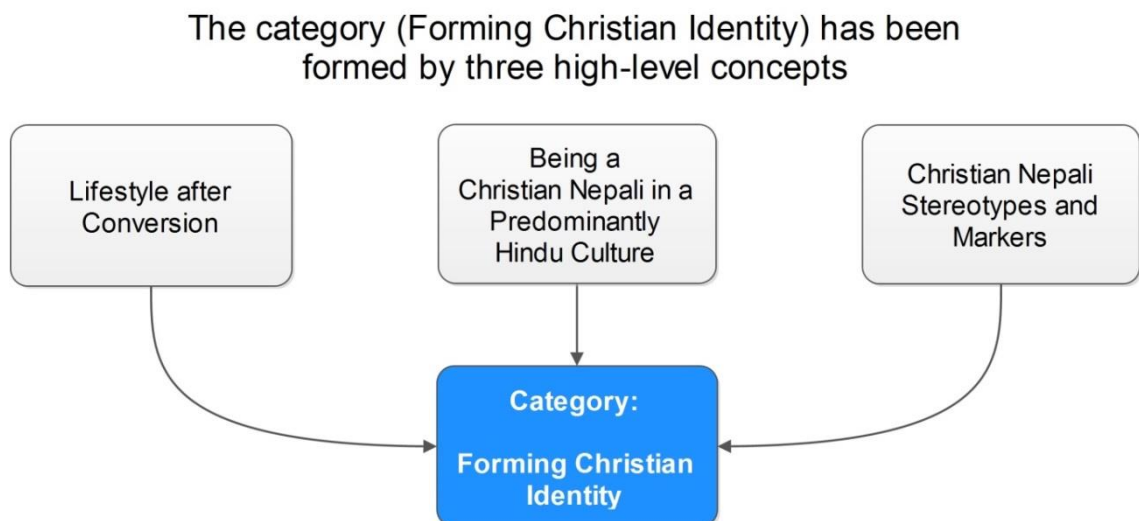 The category (Forming Christian Identity) has been
formed by three high-level concepts
Lifestyle after
Conversion
Being a
Christian Nepali in a
Predominantly
Hindu Culture
Christian Nepali
Stereotypes and
Markers
Category:
Forming Christian
Identity